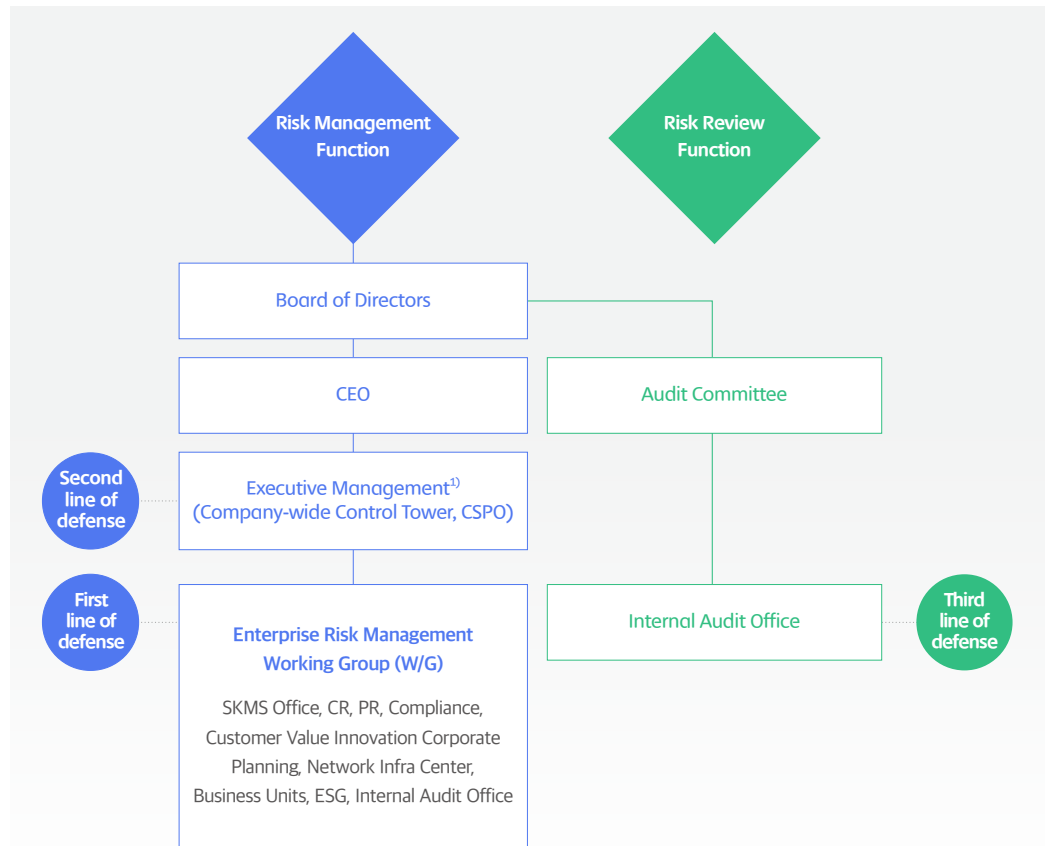 Risk Management
Function
Risk Review
Function
Board of Directors
CEO
Audit Committee
Second
line of
defense
Executive Management1)
(Company-wide Control Tower, CSPO)
First
line of
defense
Enterprise Risk Management
Working Group (W/G)
SKMS Office, CR, PR, Compliance,
Customer Value Innovation Corporate
Planning, Network Infra Center,
Business Units, ESG, Internal Audit Office
Internal Audit Office
Third
line of
defense